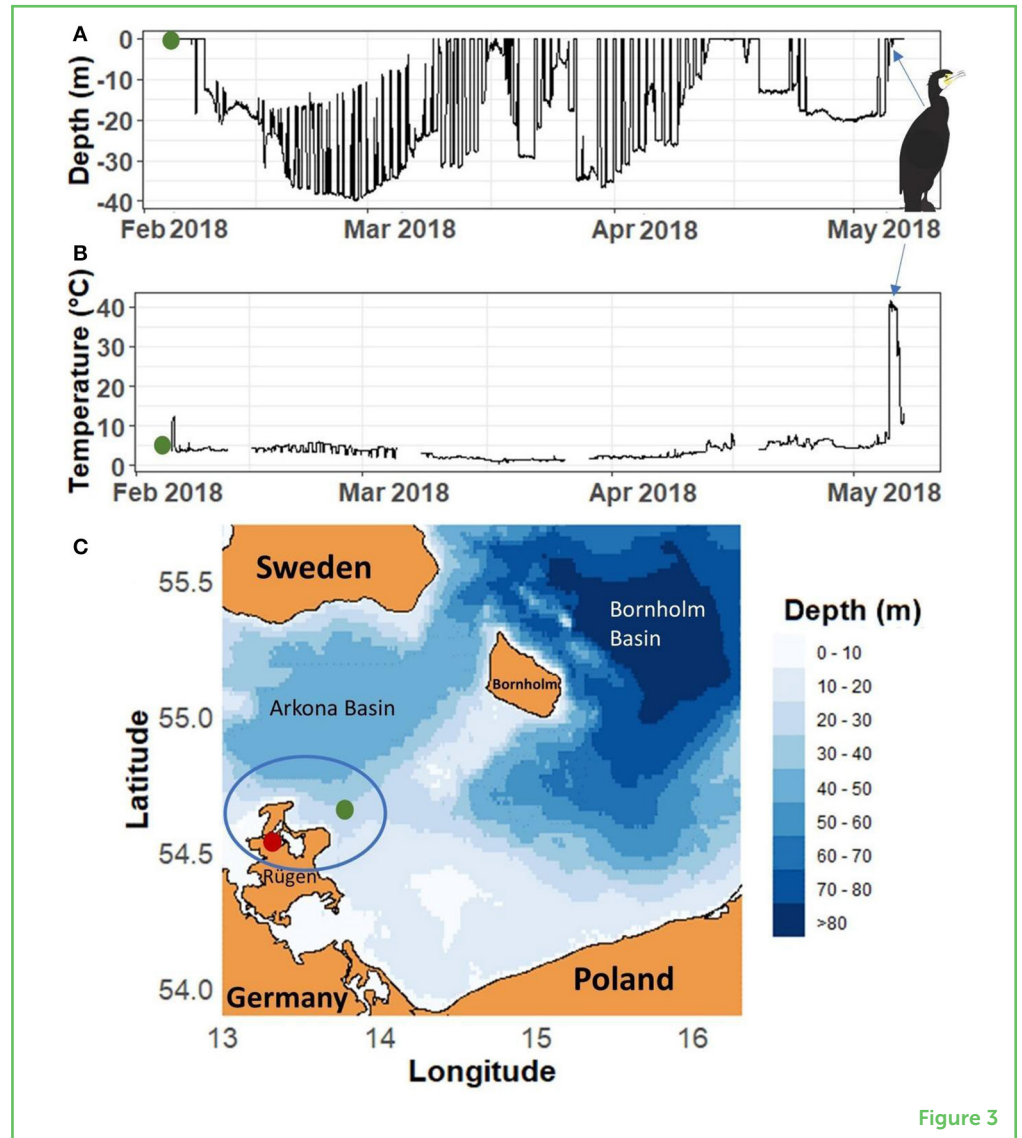 A
Depth (m)
0
-10
-20
-30
-40
Feb 2018 Mar 2018 Apr 2018 May 2018
B
Temperature (°C)
40
30
20
10
0
Feb 2018 Mar 2018 Apr 2018 May 2018
C
Latitude
55.5
55.0
54.5
54.0
Sweden
Bornholm
Basin
Bornholm
Arkona Basin
Rügen
Germany
Poland
13 14 15 16
Longitude
Depth (m)
0 - 10
10 - 20
20 - 30
30 - 40
40 - 50
50 - 60
60 - 70
70 - 80
>80
Figure 3